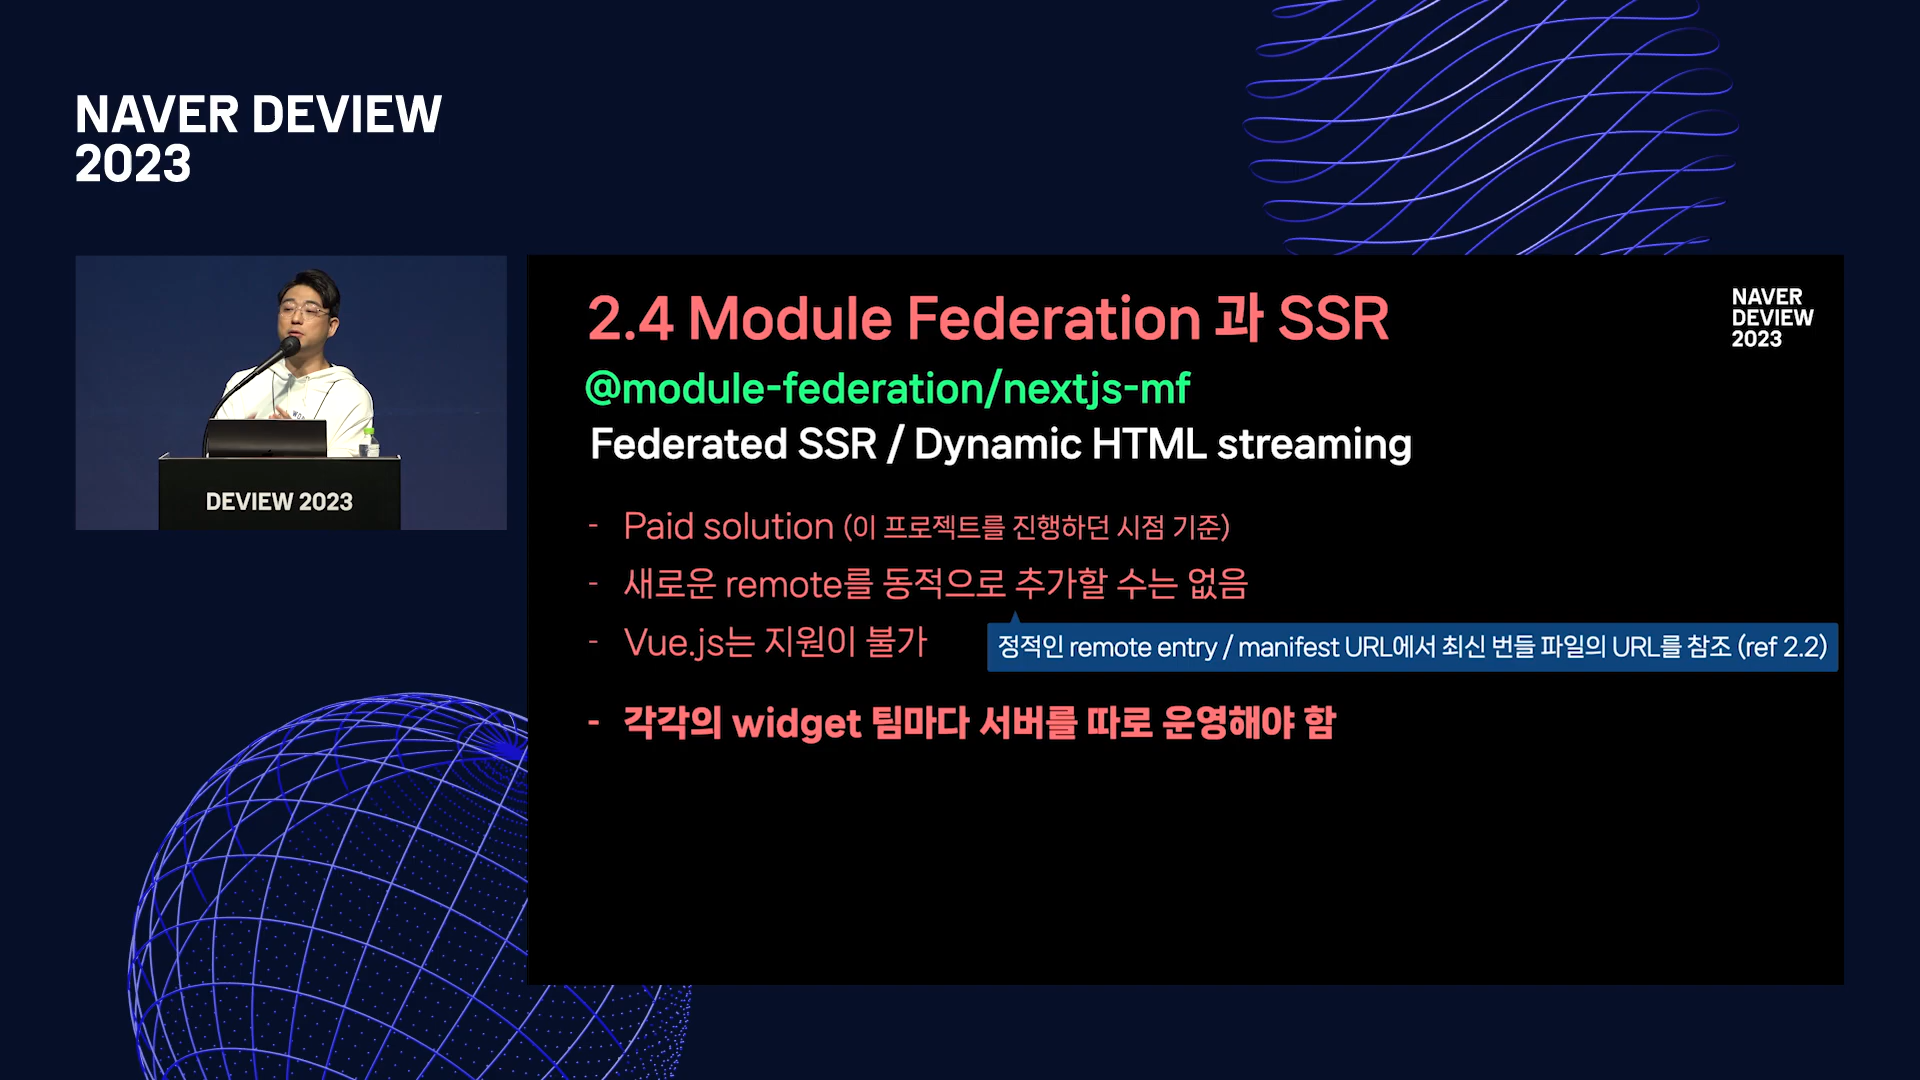 NAVER DEVIEW
2023
DEVIEW 2023
2.4 Module Federation 과 SSR
NAVER
DEVIEW
2023
@module-federation/nextjs-mf
Federated SSR / Dynamic HTML streaming
- Paid solution (이 프로젝트를 진행하던 시점 기준)
- 새로운 remote를 동적으로 추가할 수는 없음
- Vue.js는 지원이 불가
정적인 remote entry / manifest URL에서 최신 번들 파일의 URL를 참조 (ref 2.2)
- 각각의 widget 팀마다 서버를 따로 운영해야 함